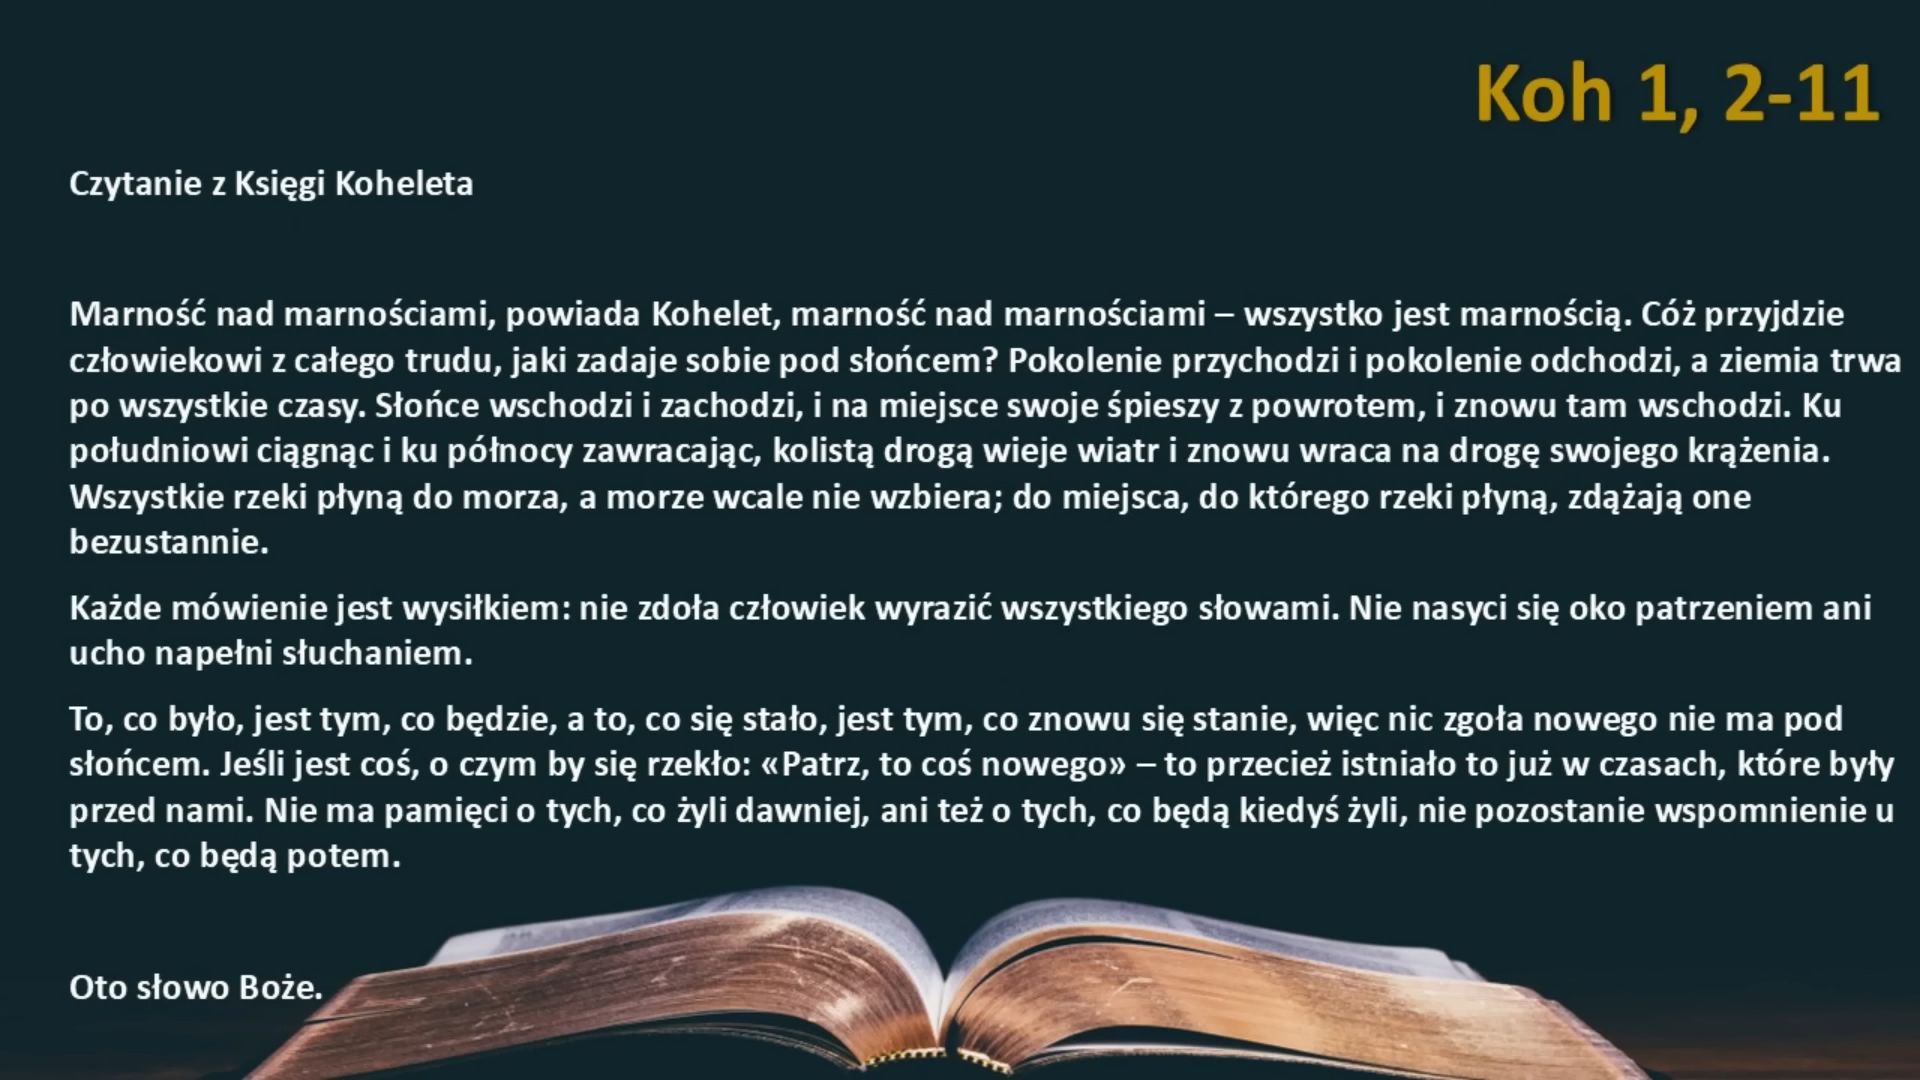 Koh 1, 2-11
Czytanie z Księgi Koheleta
Marność nad marnościami, powiada Kohelet, marność nad marnościami – wszystko jest marnością. Cóż przyjdzie
człowiekowi z całego trudu, jaki zadaje sobie pod słońcem? Pokolenie przychodzi i pokolenie odchodzi, a ziemia trwa
po wszystkie czasy. Słońce wschodzi i zachodzi, i na miejsce swoje śpieszy z powrotem, i znowu tam wschodzi. Ku
południowi ciągnąc i ku północy zawracając, kolistą drogą wieje wiatr i znowu wraca na drogę swojego krążenia.
Wszystkie rzeki płyną do morza, a morze wcale nie wzbiera; do miejsca, do którego rzeki płyną, zdążają one
bezustannie.
Każde mówienie jest wysiłkiem: nie zdoła człowiek wyrazić wszystkiego słowami. Nie nasyci się oko patrzeniem ani
ucho napełni słuchaniem.
To, co było, jest tym, co będzie, a to, co się stało, jest tym, co znowu się stanie, więc nic zgoła nowego nie ma pod
słońcem. Jeśli jest coś, o czym by się rzekło: «Patrz, to coś nowego» – to przecież istniało to już w czasach, które były
przed nami. Nie ma pamięci o tych, co żyli dawniej, ani też o tych, co będą kiedyś żyli, nie pozostanie wspomnienie u
tych, co będą potem.
Oto słowo Boże.